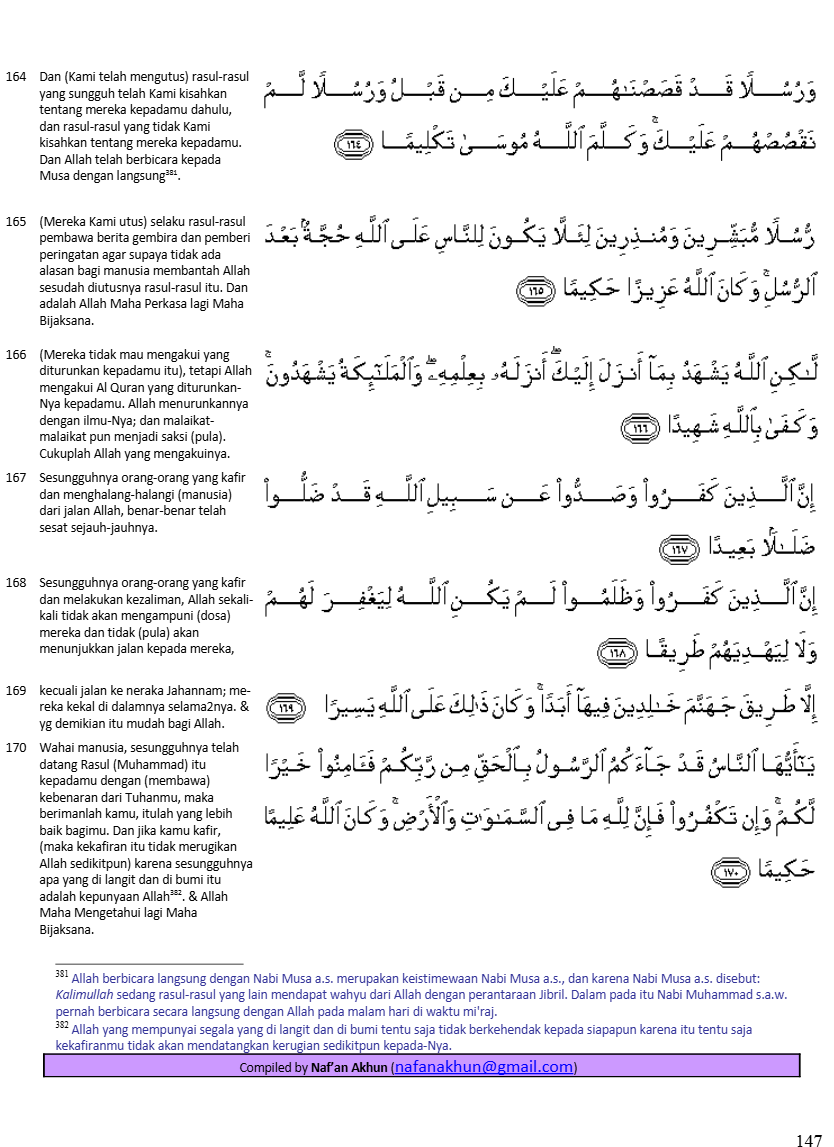 164 Dan (Kami telah mengutus) rasul-rasul
yang sungguh telah Kami kisahkan
tentang mereka kepadamu dahulu,
dan rasul-rasul yang tidak Kami
kisahkan tentang mereka kepadamu.
Dan Allah telah berbicara kepada
Musa dengan langsung³⁸¹.
وَرُسُلًا قَدْ قَصَصْنَـٰهُمْ عَلَيْكَ مِن قَبْلُ وَرُسُلًا لَّمْ
نَقْصُصْهُمْ عَلَيْكَ ۚ وَكَلَّمَ ٱللَّهُ مُوسَىٰ تَكْلِيمًا ١٦٤
165 (Mereka Kami utus) selaku rasul-rasul
pembawa berita gembira dan pemberi
peringatan agar supaya tidak ada
alasan bagi manusia membantah Allah
sesudah diutusnya rasul-rasul itu. Dan
adalah Allah Maha Perkasa lagi Maha
Bijaksana.
رُّسُلًا مُّبَشِّرِينَ وَمُنذِرِينَ لِئَلَّا يَكُونَ لِلنَّاسِ عَلَى ٱللَّهِ حُجَّةٌۢ بَعْدَ
ٱلرُّسُلِ ۚ وَكَانَ ٱللَّهُ عَزِيزًا حَكِيمًا ١٦٥
166 (Mereka tidak mau mengakui yang
diturunkan kepadamu itu), tetapi Allah
mengakui Al Quran yang diturunkan-
Nya kepadamu. Allah menurunkannya
dengan ilmu-Nya; dan malaikat-
malaikat pun menjadi saksi (pula).
Cukuplah Allah yang mengakuinya.
لَّـٰكِنِ ٱللَّهُ يَشْهَدُ بِمَآ أَنزَلَ إِلَيْكَ ۖ أَنزَلَهُۥ بِعِلْمِهِۦ ۖ وَٱلْمَلَـٰٓئِكَةُ يَشْهَدُونَ ۚ
وَكَفَىٰ بِٱللَّهِ شَهِيدًا ١٦٦
167 Sesungguhnya orang-orang yang kafir
dan menghalang-halangi (manusia)
dari jalan Allah, benar-benar telah
sesat sejauh-jauhnya.
إِنَّ ٱلَّذِينَ كَفَرُوا۟ وَصَدُّوا۟ عَن سَبِيلِ ٱللَّهِ قَدْ ضَلُّوا۟
ضَلَـٰلًۢا بَعِيدًا ١٦٧
168 Sesungguhnya orang-orang yang kafir
dan melakukan kezaliman, Allah sekali-
kali tidak akan mengampuni (dosa)
mereka dan tidak (pula) akan
menunjukkan jalan kepada mereka,
إِنَّ ٱلَّذِينَ كَفَرُوا۟ وَظَلَمُوا۟ لَمْ يَكُنِ ٱللَّهُ لِيَغْفِرَ لَهُمْ
وَلَا لِيَهْدِيَهُمْ طَرِيقًا ١٦٨
169 kecuali jalan ke neraka Jahannam; me-
reka kekal di dalamnya selama2nya. &
yg demikian itu mudah bagi Allah.
إِلَّا طَرِيقَ جَهَنَّمَ خَـٰلِدِينَ فِيهَآ أَبَدًا ۚ وَكَانَ ذَٰلِكَ عَلَى ٱللَّهِ يَسِيرًا ١٦٩
170 Wahai manusia, sesungguhnya telah
datang Rasul (Muhammad) itu
kepadamu dengan (membawa)
kebenaran dari Tuhanmu, maka
berimanlah kamu, itulah yang lebih
baik bagimu. Dan jika kamu kafir,
(maka kekafiran itu tidak merugikan
Allah sedikitpun) karena sesungguhnya
apa yang di langit dan di bumi itu
adalah kepunyaan Allah³⁸². & Allah
Maha Mengetahui lagi Maha
Bijaksana.
يَـٰٓأَيُّهَا ٱلنَّاسُ قَدْ جَآءَكُمُ ٱلرَّسُولُ بِٱلْحَقِّ مِن رَّبِّكُمْ فَـَٔامِنُوا۟ خَيْرًا
لَّكُمْ ۚ وَإِن تَكْفُرُوا۟ فَإِنَّ لِلَّهِ مَا فِى ٱلسَّمَـٰوَٰتِ وَٱلْأَرْضِ ۚ وَكَانَ ٱللَّهُ عَلِيمًا
حَكِيمًا ١٧٠
³⁸¹ Allah berbicara langsung dengan Nabi Musa a.s. merupakan keistimewaan Nabi Musa a.s., dan karena Nabi Musa a.s. disebut:
Kalimullah sedang rasul-rasul yang lain mendapat wahyu dari Allah dengan perantaraan Jibril. Dalam pada itu Nabi Muhammad s.a.w.
pernah berbicara secara langsung dengan Allah pada malam hari di waktu mi'raj.
³⁸² Allah yang mempunyai segala yang di langit dan di bumi tentu saja tidak berkehendak kepada siapapun karena itu tentu saja
kekafiranmu tidak akan mendatangkan kerugian sedikitpun kepada-Nya.
Compiled by Naf’an Akhun (nafanakhun@gmail.com)
147